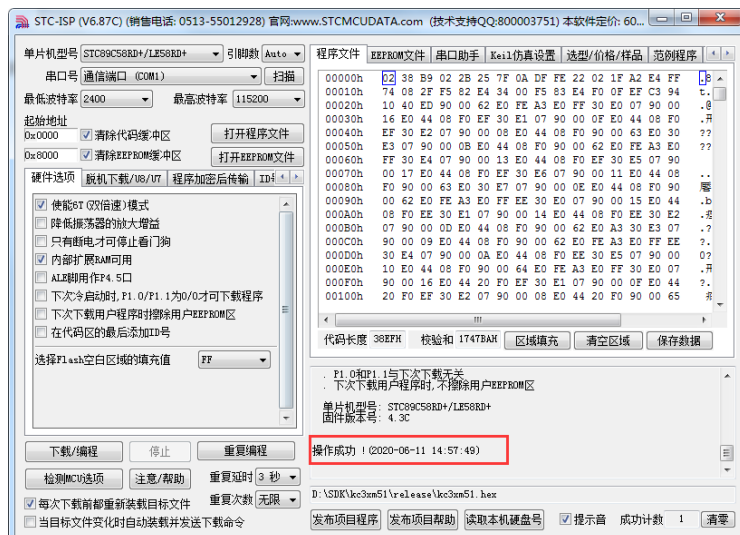 STC-ISP (V6.87C) (销售电话: 0513-55012928) 官网:www.STCMCUDATA.com (技术支持QQ:800003751) 本软件定价: 60...
单片机型号 STC89C58RD+/LE58RD+ 引脚数 Auto
串口号 通信端口 (COM1) 扫描
最低波特率 2400 最高波特率 115200
起始地址
0x0000 清除代码缓冲区 打开程序文件
0x8000 清除EEPROM缓冲区 打开EEPROM文件
硬件选项 脱机下载/U8/U7 程序加密后传输 ID号
使能6T(双倍速)模式
降低振荡器的放大增益
只有断电才可停止看门狗
内部扩展RAM可用
ALE脚用作P4.5口
下次冷启动时,P1.0/P1.1为0/0才可下载程序
下次下载用户程序时擦除用户EEPROM区
在代码区的最后添加ID号
选择Flash空白区域的填充值 FF
下载/编程 停止 重复编程
检测MCU选项 注意/帮助 重复延时 3 秒
每次下载前都重新装载目标文件 重复次数 无限
当目标文件变化时自动装载并发送下载命令
程序文件 EEPROM文件 串口助手 Keil仿真设置 选型/价格/样品 范例程序
00000h 02 38 B9 02 2B 25 7F 0A DF FE 22 02 1F A2 E4 FF .8
00010h 74 08 2F F5 82 E4 34 00 F5 83 E4 F0 0F EF C3 94 t.
00020h 10 40 ED 90 00 62 E0 FE A3 E0 FF 30 E0 07 90 00 .@
00030h 16 E0 44 08 F0 EF 30 E1 07 90 00 0F E0 44 08 F0 .开
00040h EF 30 E2 07 90 00 08 E0 44 08 F0 90 00 63 E0 30 ??
00050h E3 07 90 00 0B E0 44 08 F0 90 00 62 E0 FE A3 E0 ??
00060h FF 30 E4 07 90 00 13 E0 44 08 F0 EF 30 E5 07 90
00070h 00 17 E0 44 08 F0 EF 30 E6 07 90 00 11 E0 44 08 ..
00080h F0 90 00 63 E0 30 E7 07 90 00 0E E0 44 08 F0 90
00090h 00 62 E0 FE A3 E0 FF EE 30 E0 07 90 00 15 E0 44 .b
000A0h 08 F0 EE 30 E1 07 90 00 14 E0 44 08 F0 EE 30 E2
000B0h 07 90 00 0D E0 44 08 F0 90 00 62 E0 A3 30 E3 07 .?
000C0h 90 00 09 E0 44 08 F0 90 00 62 E0 FE A3 E0 FF EE ?.
000D0h 30 E4 07 90 00 0A E0 44 08 F0 EE 30 E5 07 90 00 0?
000E0h 10 E0 44 08 F0 90 00 64 E0 FE A3 E0 FF 30 E0 07
000F0h 90 00 16 E0 44 20 F0 EF 30 E1 07 90 00 0F E0 44 ?.
00100h 20 F0 EF 30 E2 07 90 00 08 E0 44 20 F0 90 00 65
代码长度 38EFH 校验和 1747BAH 区域填充 清空区域 保存数据
. P1.0和P1.1与下次下载无关
. 下次下载用户程序时,不擦除用户EEPROM区
单片机型号: STC89C58RD+/LE58RD+
固件版本号: 4.3C
操作成功 !(2020-06-11 14:57:49)
D:\SDK\kc3xm51\release\kc3xm51.hex
发布项目程序 发布项目帮助 读取本机硬盘号 提示音 成功计数 1 清零